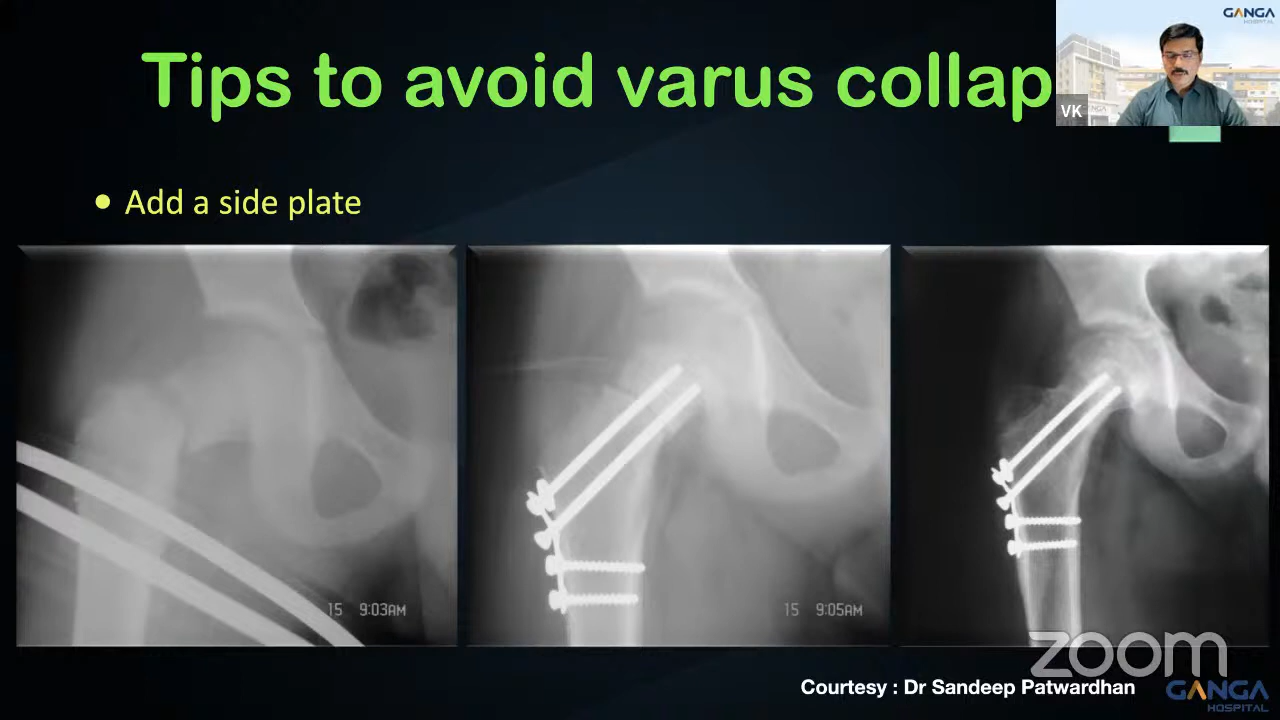 GANGA
HOSPITAL
Tips to avoid varus collap
VK
• Add a side plate
15 9:03AM
15 9:05AM
zoom
Courtesy : Dr Sandeep Patwardhan
GANGA
HOSPITAL